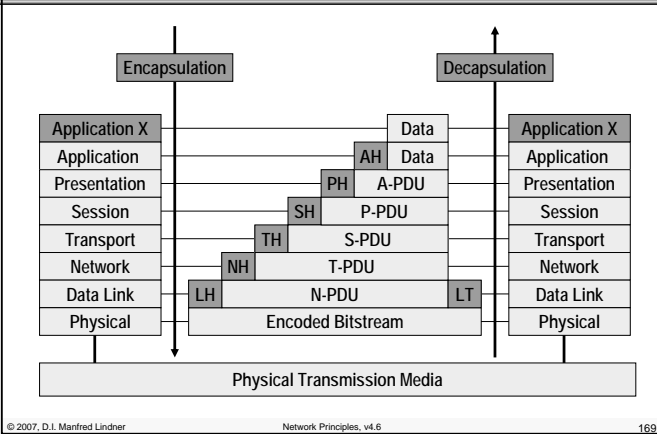 Encapsulation Decapsulation
Application X Data Application X
Application AH Data Application
Presentation PH A-PDU Presentation
Session SH P-PDU Session
Transport TH S-PDU Transport
Network NH T-PDU Network
Data Link LH N-PDU LT Data Link
Physical Encoded Bitstream Physical
Physical Transmission Media
© 2007, D.I. Manfred Lindner Network Principles, v4.6 169